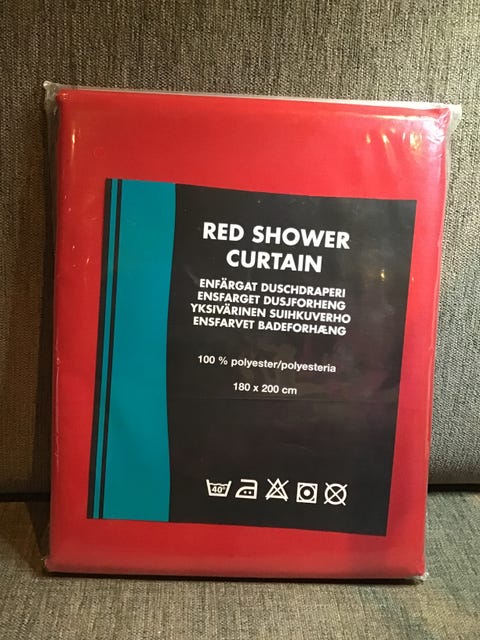 RED SHOWER
CURTAIN
ENFÄRGAT DUSCHDRAPERI
ENSFARGET DUSJFORHENG
YKSIVÄRINEN SUIHKUVERHO
ENSFARVET BADEFORHÆNG
100 % polyester/polyesteria
180 x 200 cm
40°